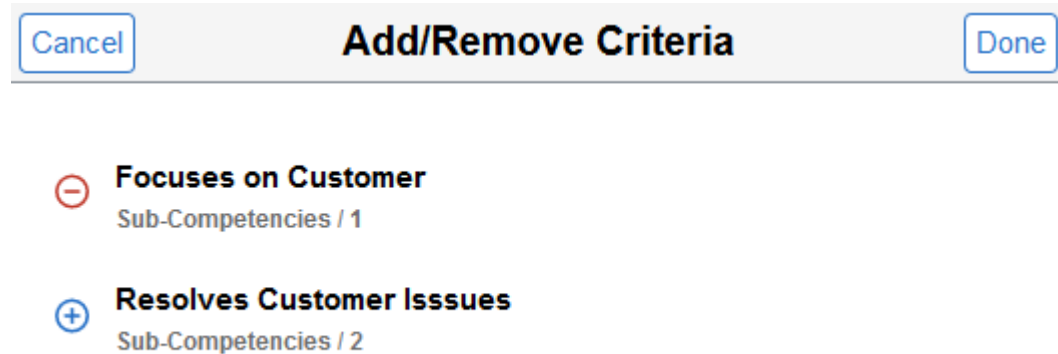 Cancel Add/Remove Criteria Done
Focuses on Customer
Sub-Competencies / 1
Resolves Customer Isssues
Sub-Competencies / 2